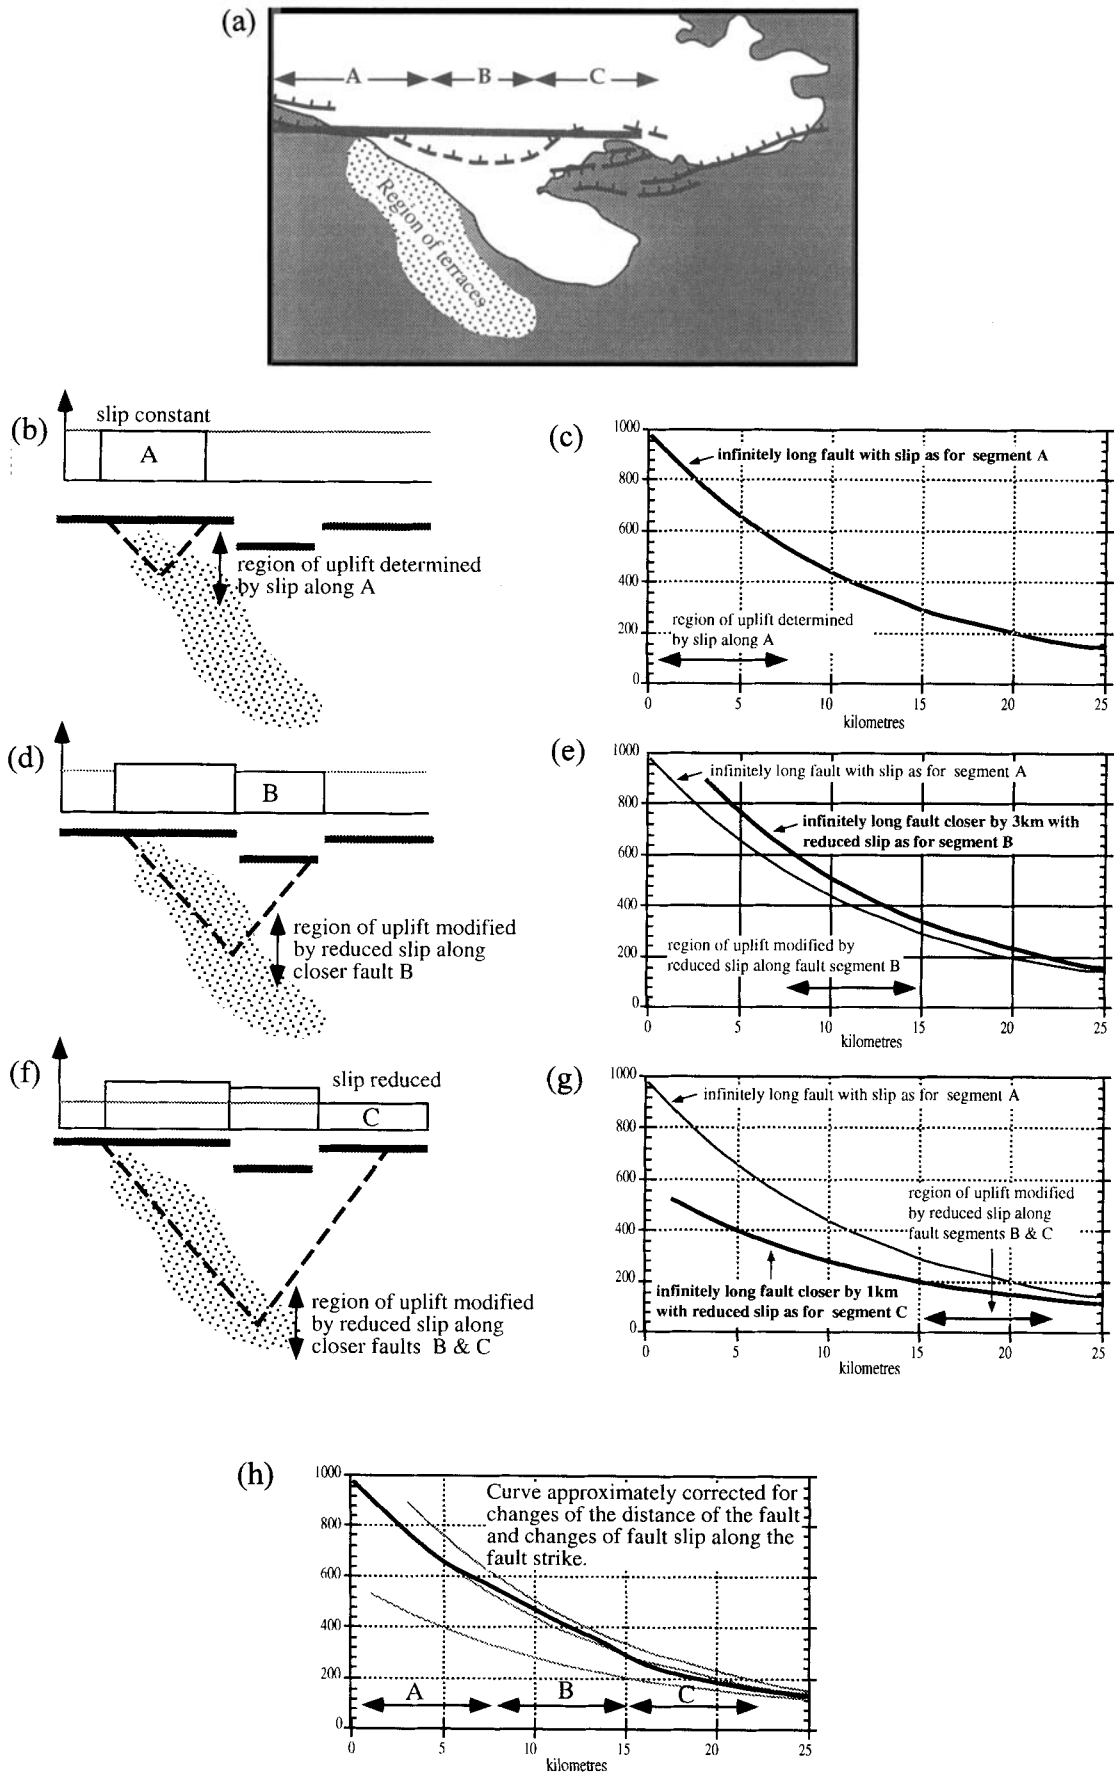 (a)
A B C
Region of terraces
(b)
slip constant
A
region of uplift determined
by slip along A
(c)
1000
800
600
400
200
0
infinitely long fault with slip as for segment A
region of uplift determined
by slip along A
0 5 10 15 20 25
kilometres
(d)
B
region of uplift modified
by reduced slip along
closer fault B
(e)
1000
800
600
400
200
0
infinitely long fault with slip as for segment A
infinitely long fault closer by 3km with
reduced slip as for segment B
region of uplift modified by
reduced slip along fault segment B
0 5 10 15 20 25
kilometres
(f)
slip reduced
C
region of uplift modified
by reduced slip along
closer faults B & C
(g)
1000
800
600
400
200
0
infinitely long fault with slip as for segment A
region of uplift modified
by reduced slip along
fault segments B & C
infinitely long fault closer by 1km
with reduced slip as for segment C
0 5 10 15 20 25
kilometres
(h)
1000
800
600
400
200
0
Curve approximately corrected for
changes of the distance of the fault
and changes of fault slip along the
fault strike.
A B C
0 5 10 15 20 25
kilometres